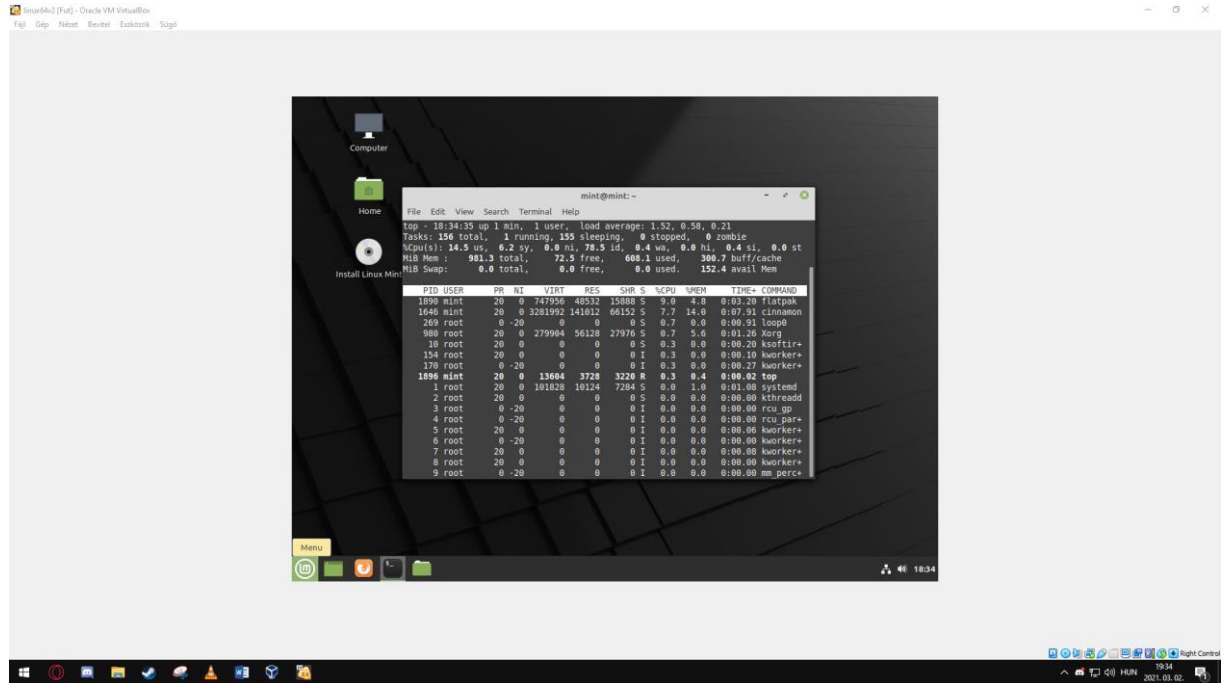 linux64v2 [Fut] - Oracle VM VirtualBox
Fájl Gép Nézet Bevitel Eszközök Súgó
Computer
Home
Install Linux Mint
mint@mint: ~
File Edit View Search Terminal Help
top - 18:34:35 up 1 min, 1 user, load average: 1.52, 0.58, 0.21
Tasks: 156 total, 1 running, 155 sleeping, 0 stopped, 0 zombie
%Cpu(s): 14.5 us, 6.2 sy, 0.0 ni, 78.5 id, 0.4 wa, 0.0 hi, 0.4 si, 0.0 st
MiB Mem : 981.3 total, 72.5 free, 608.1 used, 300.7 buff/cache
MiB Swap: 0.0 total, 0.0 free, 0.0 used. 152.4 avail Mem
PID USER PR NI VIRT RES SHR S %CPU %MEM TIME+ COMMAND
1890 mint 20 0 747956 48532 15888 S 9.0 4.8 0:03.20 flatpak
1646 mint 20 0 3281992 141012 66152 S 7.7 14.0 0:07.91 cinnamon
269 root 0 -20 0 0 0 S 0.7 0.0 0:00.91 loop0
980 root 20 0 279904 56128 27976 S 0.7 5.6 0:01.26 Xorg
10 root 20 0 0 0 0 S 0.3 0.0 0:00.20 ksoftir+
154 root 20 0 0 0 0 I 0.3 0.0 0:00.10 kworker+
170 root 0 -20 0 0 0 I 0.3 0.0 0:00.27 kworker+
1896 mint 20 0 13604 3728 3220 R 0.3 0.4 0:00.02 top
1 root 20 0 101828 10124 7284 S 0.0 1.0 0:01.08 systemd
2 root 20 0 0 0 0 S 0.0 0.0 0:00.00 kthreadd
3 root 0 -20 0 0 0 I 0.0 0.0 0:00.00 rcu_gp
4 root 0 -20 0 0 0 I 0.0 0.0 0:00.00 rcu_par+
5 root 20 0 0 0 0 I 0.0 0.0 0:00.06 kworker+
6 root 0 -20 0 0 0 I 0.0 0.0 0:00.00 kworker+
7 root 20 0 0 0 0 I 0.0 0.0 0:00.08 kworker+
8 root 20 0 0 0 0 I 0.0 0.0 0:00.00 kworker+
9 root 0 -20 0 0 0 I 0.0 0.0 0:00.00 mm_perc+
Menu
18:34
Right Control
HUN
19:34
2021. 03. 02.